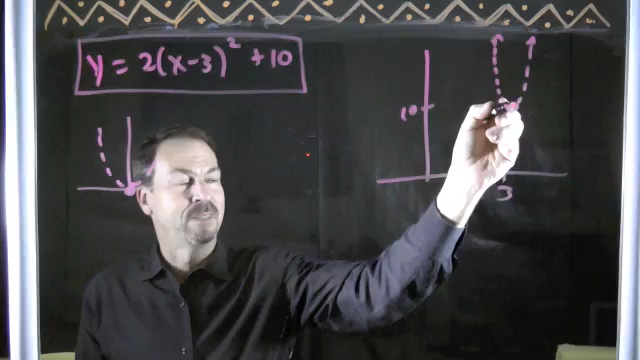 y = 2(x-3)² + 10
10
3